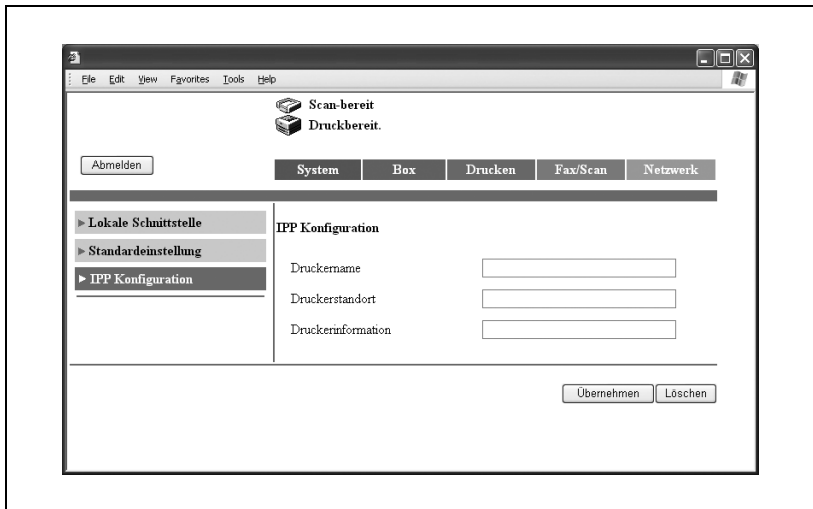 File Edit View Favorites Tools Help
Scan-bereit
Druckbereit.
Abmelden
System Box Drucken Fax/Scan Netzwerk
Lokale Schnittstelle
Standardeinstellung
IPP Konfiguration
IPP Konfiguration
Druckername
Druckerstandort
Druckerinformation
Übernehmen Löschen